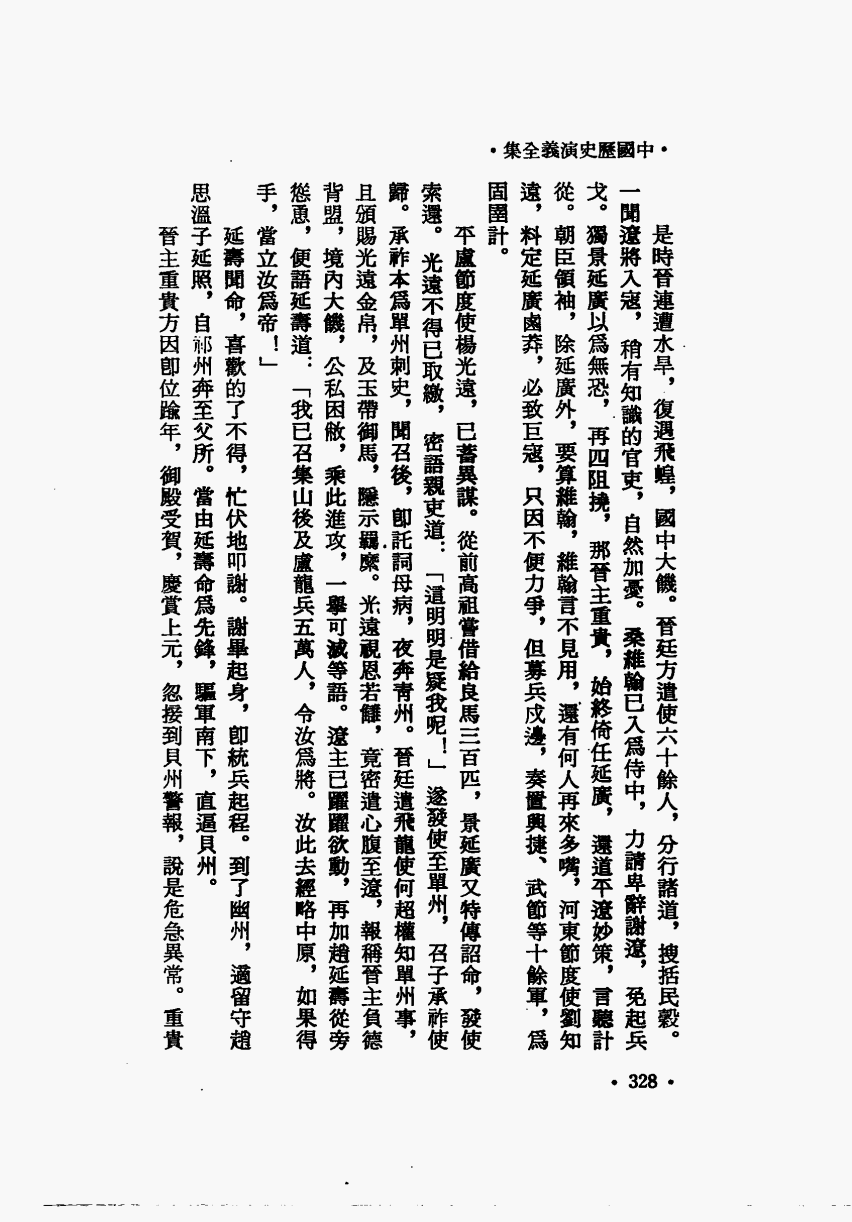 •中國歷史演義全集•
是時晉連遭水旱，復遇飛蝗，國中大饑。晉廷方遣使六十餘人，分行諸道，搜括民穀。
一聞遼將入寇，稍有知識的官吏，自然加憂。桑維翰已入爲侍中，力請卑辭謝遼，免起兵
戈。獨景延廣以爲無恐，再四阻撓，那晉主重貴，始終倚任延廣，還道平遼妙策，言聽計
從。朝臣領袖，除延廣外，要算維翰，維翰言不見用，還有何人再來多嘴，河東節度使劉知
遠，料定延廣鹵莽，必致巨寇，只因不便力爭，但募兵戍邊，奏置興捷、武節等十餘軍，爲
固圉計。
平盧節度使楊光遠，已蓄異謀。從前高祖嘗借給良馬三百匹，景延廣又特傳詔命，發使
索還。光遠不得已取繳，密語親吏道：「這明明是疑我呢！」遂發使至單州，召子承祚使
歸。承祚本爲單州刺史，聞召後，卽託詞母病，夜奔青州。晉廷遣飛龍使何超權知單州事，
且頒賜光遠金帛，及玉帶御馬，隱示羈縻。光遠視恩若讎，竟密遣心腹至遼，報稱晉主負德
背盟，境內大饑，公私困敝，乘此進攻，一舉可滅等語。遼主已躍躍欲動，再加趙延壽從旁
慫恿，便語延壽道：「我已召集山後及盧龍兵五萬人，令汝爲將。汝此去經略中原，如果得
手，當立汝爲帝！」
延壽聞命，喜歡的了不得，忙伏地叩謝。謝畢起身，卽統兵起程。到了幽州，適留守趙
思溫子延照，自祁州奔至父所。當由延壽命爲先鋒，驅軍南下，直逼貝州。
晉主重貴方因卽位踰年，御殿受賀，慶賞上元，忽接到貝州警報，說是危急異常。重貴
•328•